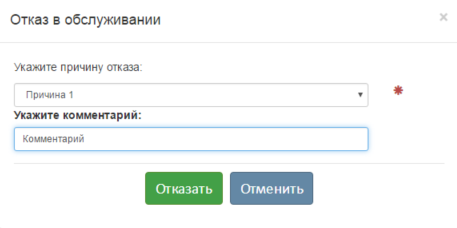 Отказ в обслуживании ×
Укажите причину отказа:
Причина 1
Укажите комментарий:
Комментарий
Отказать Отменить